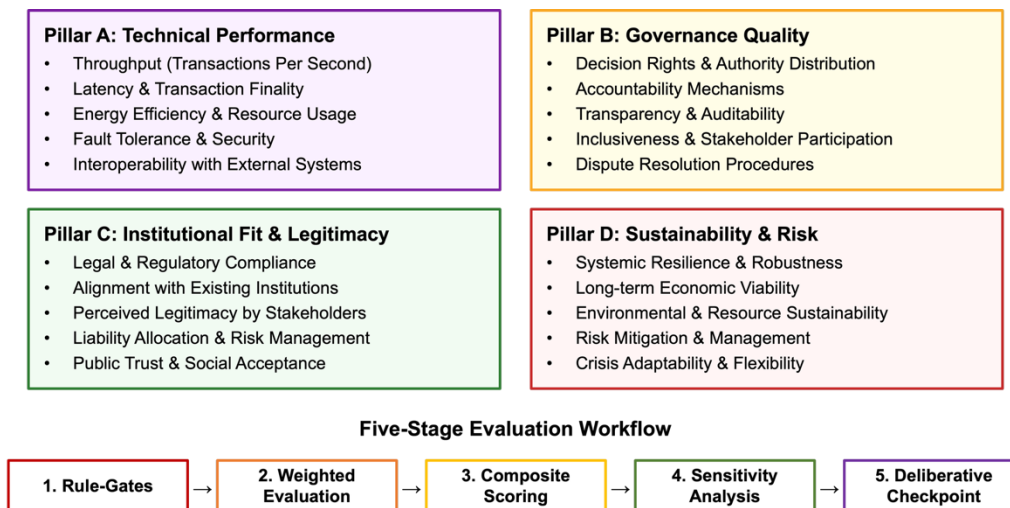 Pillar A: Technical Performance
• Throughput (Transactions Per Second)
• Latency & Transaction Finality
• Energy Efficiency & Resource Usage
• Fault Tolerance & Security
• Interoperability with External Systems
Pillar B: Governance Quality
• Decision Rights & Authority Distribution
• Accountability Mechanisms
• Transparency & Auditability
• Inclusiveness & Stakeholder Participation
• Dispute Resolution Procedures
Pillar C: Institutional Fit & Legitimacy
• Legal & Regulatory Compliance
• Alignment with Existing Institutions
• Perceived Legitimacy by Stakeholders
• Liability Allocation & Risk Management
• Public Trust & Social Acceptance
Pillar D: Sustainability & Risk
• Systemic Resilience & Robustness
• Long-term Economic Viability
• Environmental & Resource Sustainability
• Risk Mitigation & Management
• Crisis Adaptability & Flexibility
Five-Stage Evaluation Workflow
1. Rule-Gates
→
2. Weighted
Evaluation
→
3. Composite
Scoring
→
4. Sensitivity
Analysis
→
5. Deliberative
Checkpoint